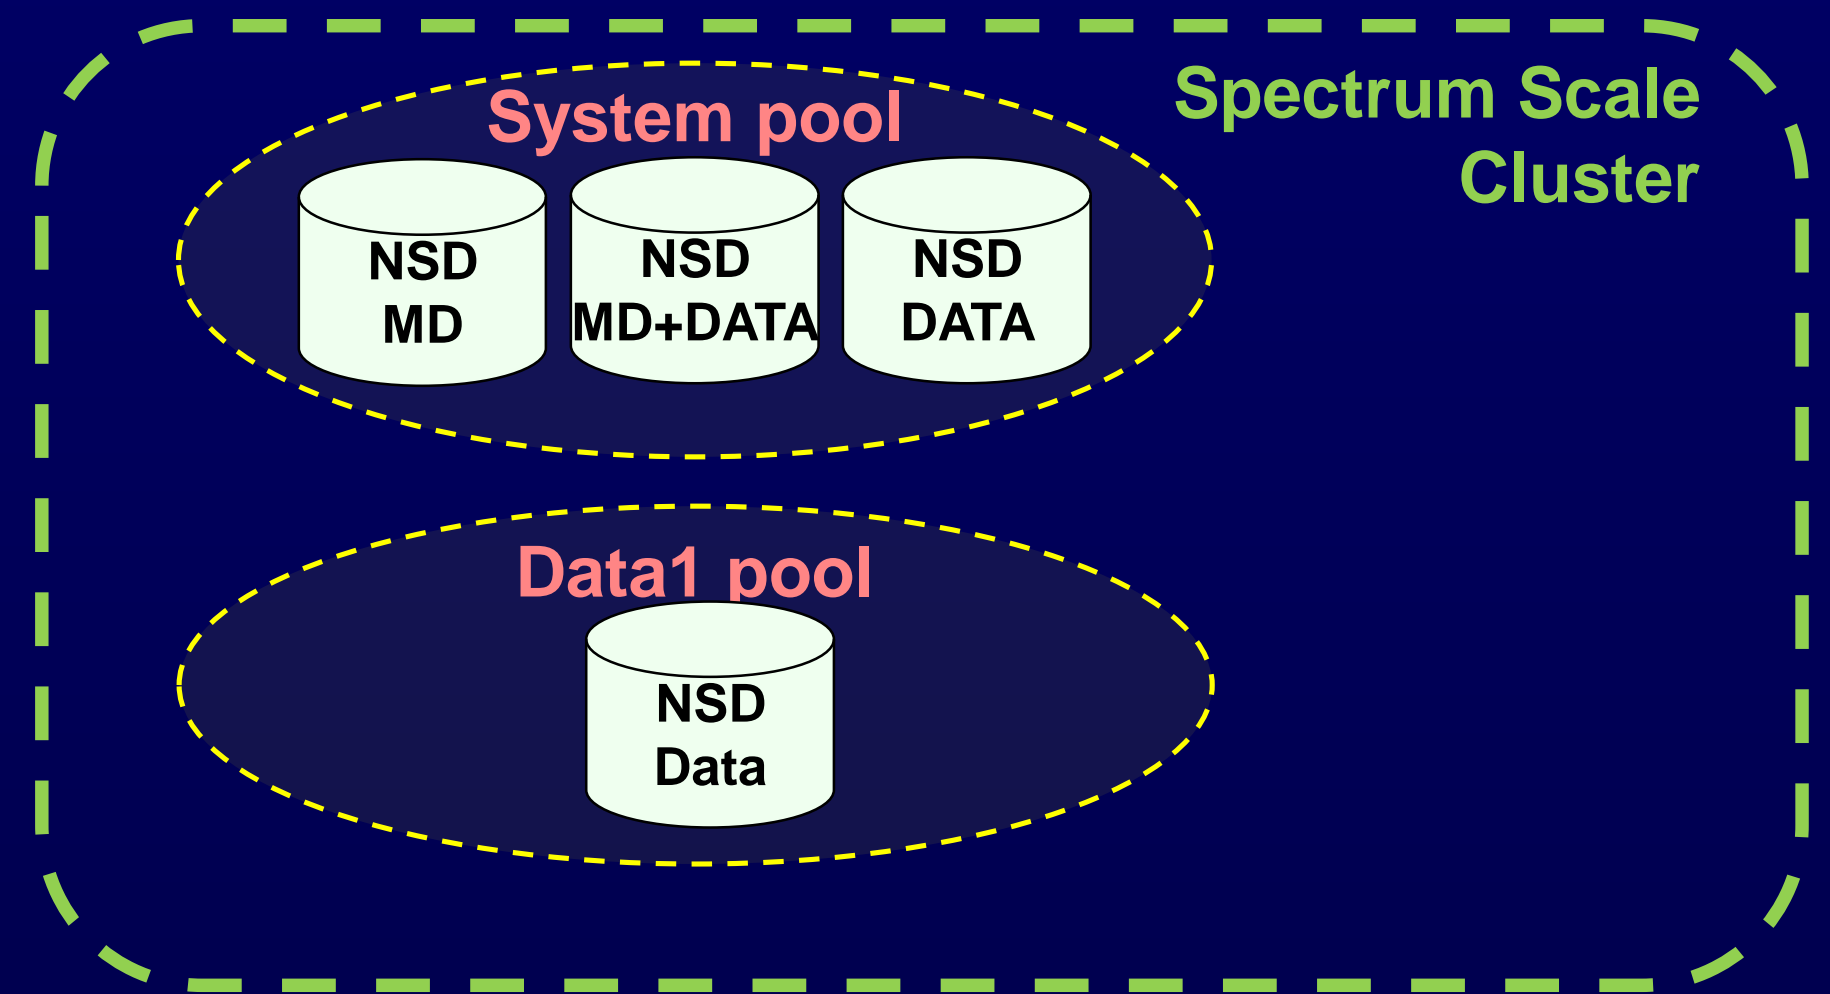 Spectrum Scale
Cluster
System pool
NSD
MD
NSD
MD+DATA
NSD
DATA
Data1 pool
NSD
Data